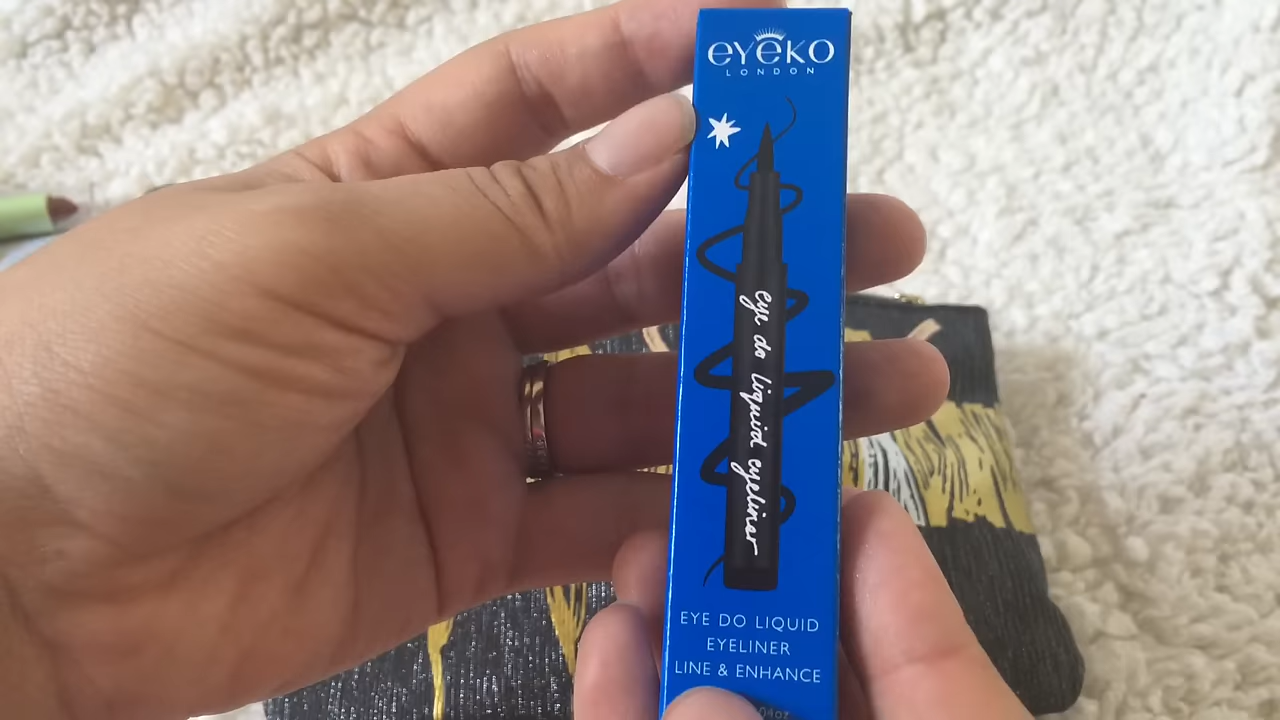 eyeko
LONDON
eye do liquid eyeliner
EYE DO LIQUID
EYELINER
LINE & ENHANCE